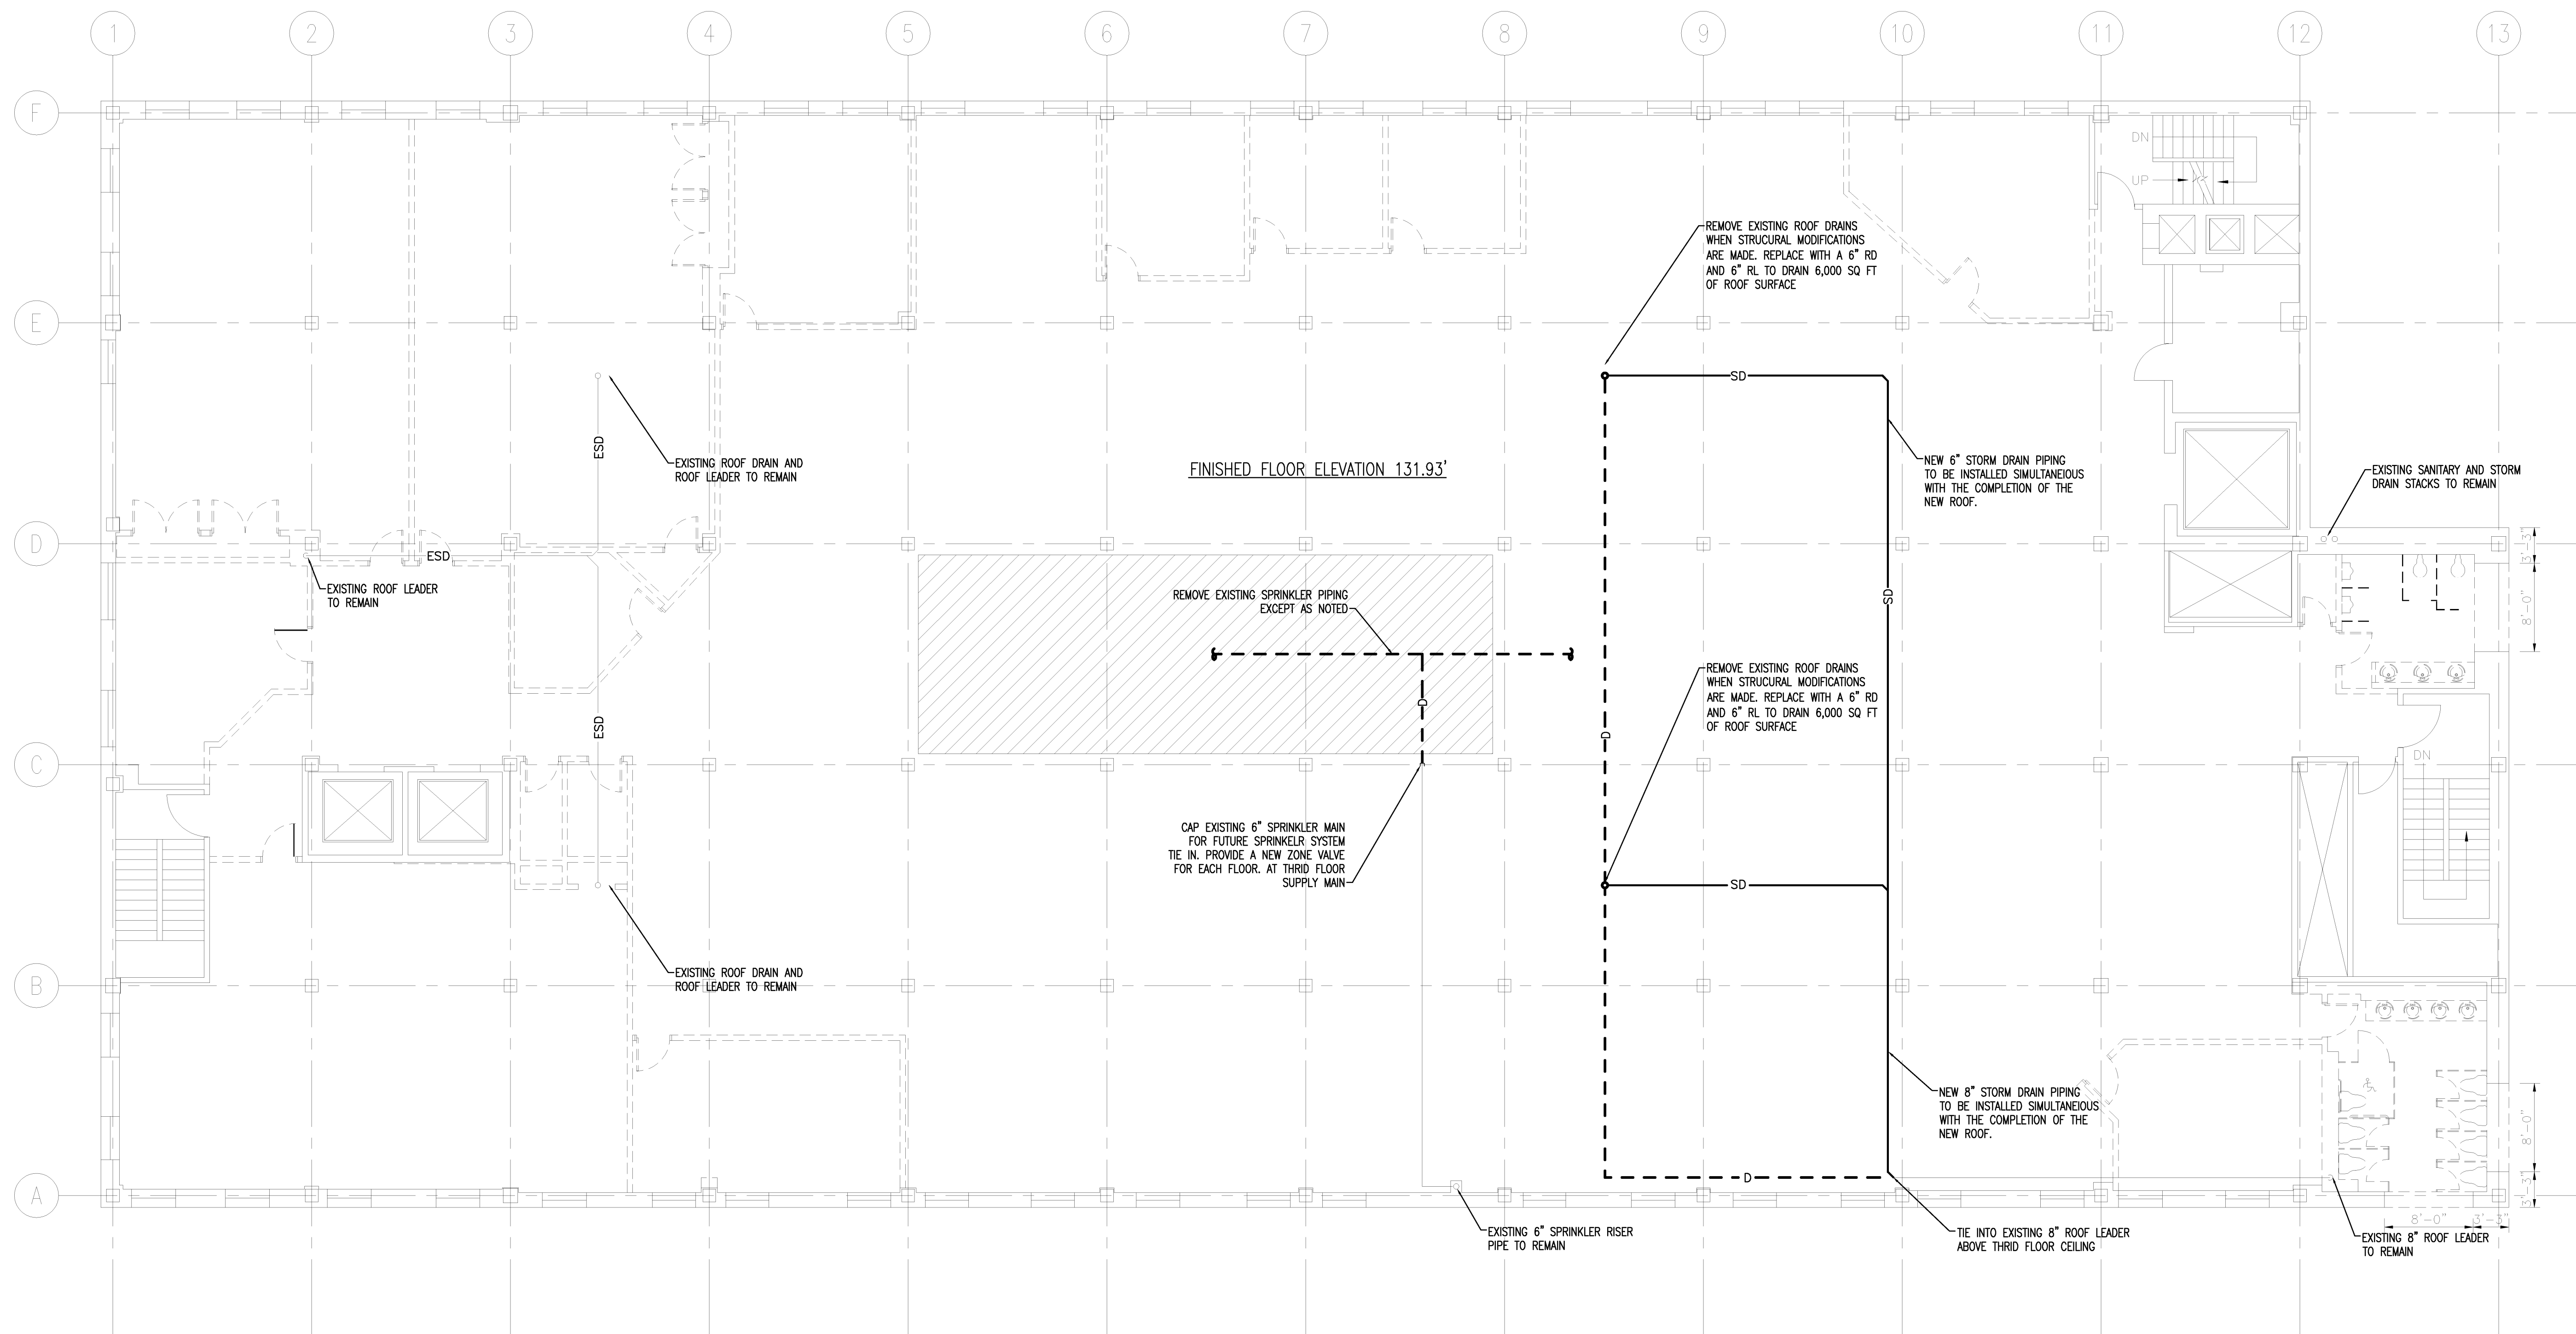 1
2
3
4
5
6
7
8
9
10
11
12
13
F
E
D
C
B
A
DN
UP
REMOVE EXISTING ROOF DRAINS
WHEN STRUCURAL MODIFICATIONS
ARE MADE. REPLACE WITH A 6" RD
AND 6" RL TO DRAIN 6,000 SQ FT
OF ROOF SURFACE
SD
ESD
EXISTING ROOF DRAIN AND
ROOF LEADER TO REMAIN
FINISHED FLOOR ELEVATION 131.93'
NEW 6" STORM DRAIN PIPING
TO BE INSTALLED SIMULTANEIOUS
WITH THE COMPLETION OF THE
NEW ROOF.
EXISTING SANITARY AND STORM
DRAIN STACKS TO REMAIN
3'-3"
8'-0"
ESD
EXISTING ROOF LEADER
TO REMAIN
REMOVE EXISTING SPRINKLER PIPING
EXCEPT AS NOTED
SD
D
D
ESD
REMOVE EXISTING ROOF DRAINS
WHEN STRUCURAL MODIFICATIONS
ARE MADE. REPLACE WITH A 6" RD
AND 6" RL TO DRAIN 6,000 SQ FT
OF ROOF SURFACE
DN
CAP EXISTING 6" SPRINKLER MAIN
FOR FUTURE SPRINKELR SYSTEM
TIE IN. PROVIDE A NEW ZONE VALVE
FOR EACH FLOOR. AT THRID FLOOR
SUPPLY MAIN
SD
EXISTING ROOF DRAIN AND
ROOF LEADER TO REMAIN
NEW 8" STORM DRAIN PIPING
TO BE INSTALLED SIMULTANEIOUS
WITH THE COMPLETION OF THE
NEW ROOF.
8'-0"
3'-3"
D
8'-0"
3'-3"
EXISTING 6" SPRINKLER RISER
PIPE TO REMAIN
TIE INTO EXISTING 8" ROOF LEADER
ABOVE THRID FLOOR CEILING
EXISTING 8" ROOF LEADER
TO REMAIN